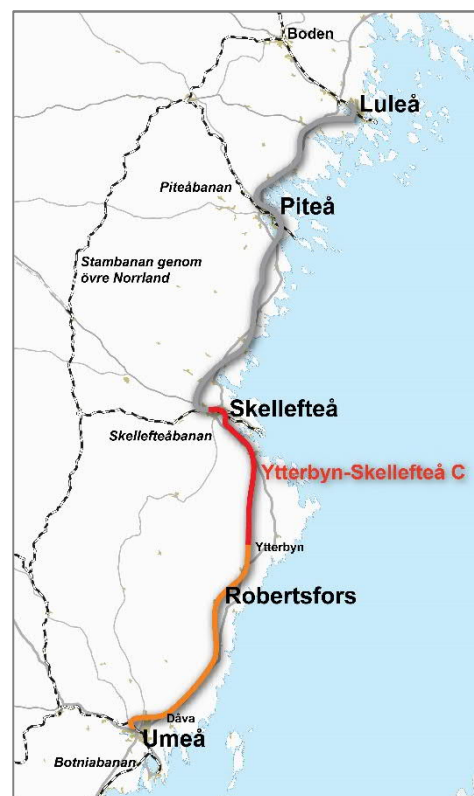 Boden
Luleå
Piteåbanan
Piteå
Stambanan genom
övre Norrland
Skellefteå
Skellefteåbanan
Ytterbyn-Skellefteå C
Ytterbyn
Robertsfors
Dåva
Umeå
Botniabanan